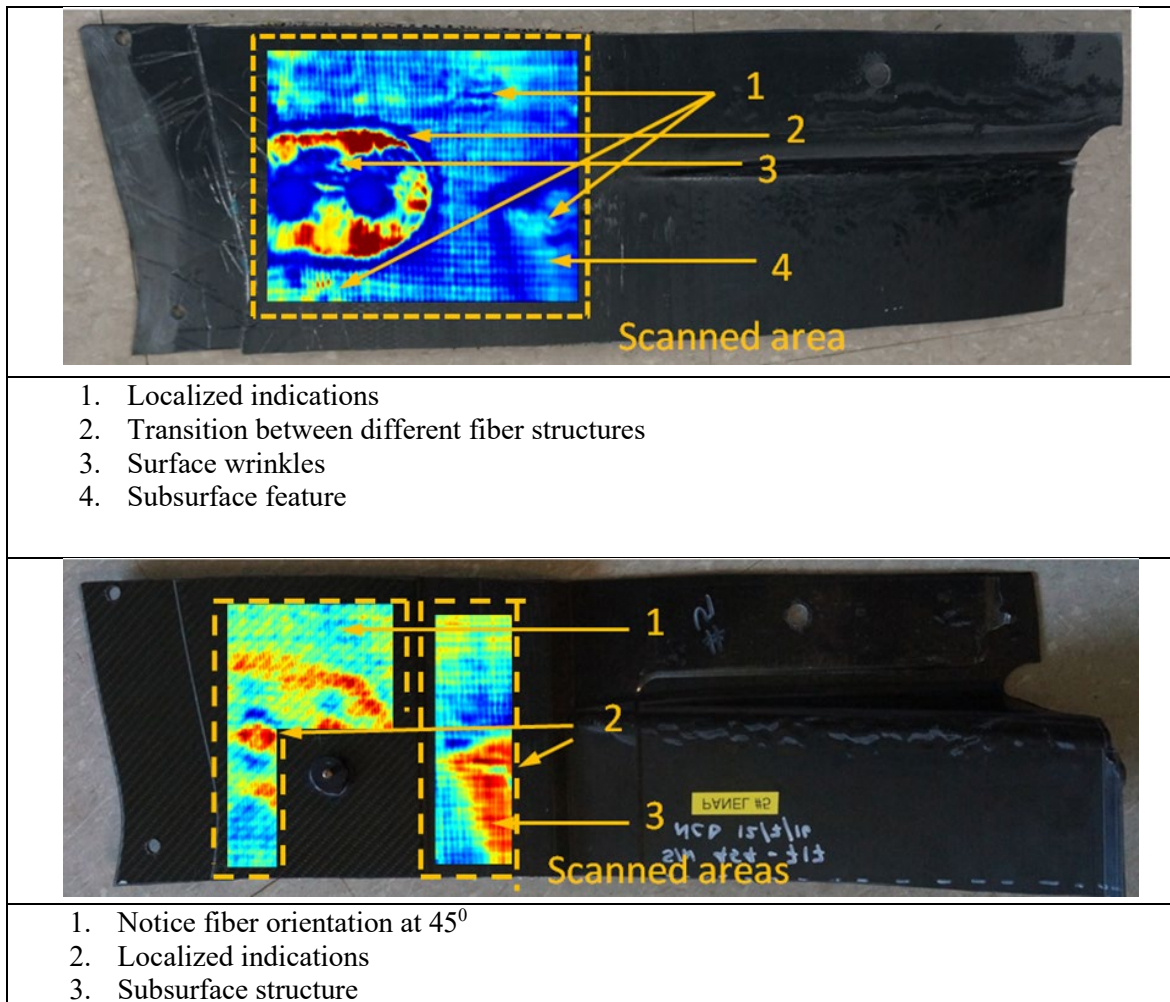 1
2
3
4
Scanned area
1. Localized indications
2. Transition between different fiber structures
3. Surface wrinkles
4. Subsurface feature
1
2
3
PANEL #5
Scanned areas
1. Notice fiber orientation at 45⁰
2. Localized indications
3. Subsurface structure